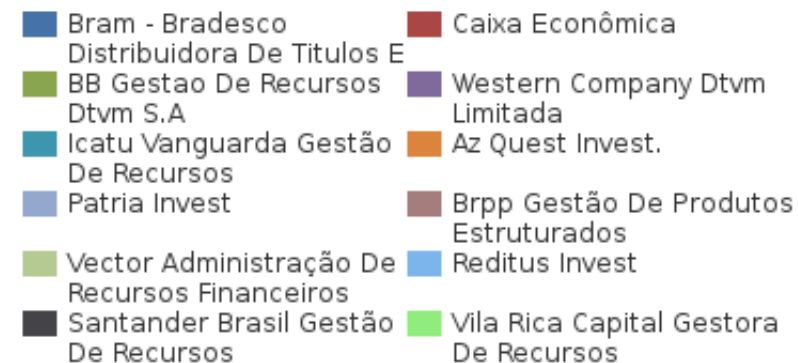 Bram - Bradesco
Distribuidora De Titulos E
Caixa Econômica
BB Gestao De Recursos
Dtvm S.A
Western Company Dtvm
Limitada
Icatu Vanguarda Gestão
De Recursos
Az Quest Invest.
Patria Invest
Brpp Gestão De Produtos
Estruturados
Vector Administração De
Recursos Financeiros
Reditus Invest
Santander Brasil Gestão
De Recursos
Vila Rica Capital Gestora
De Recursos